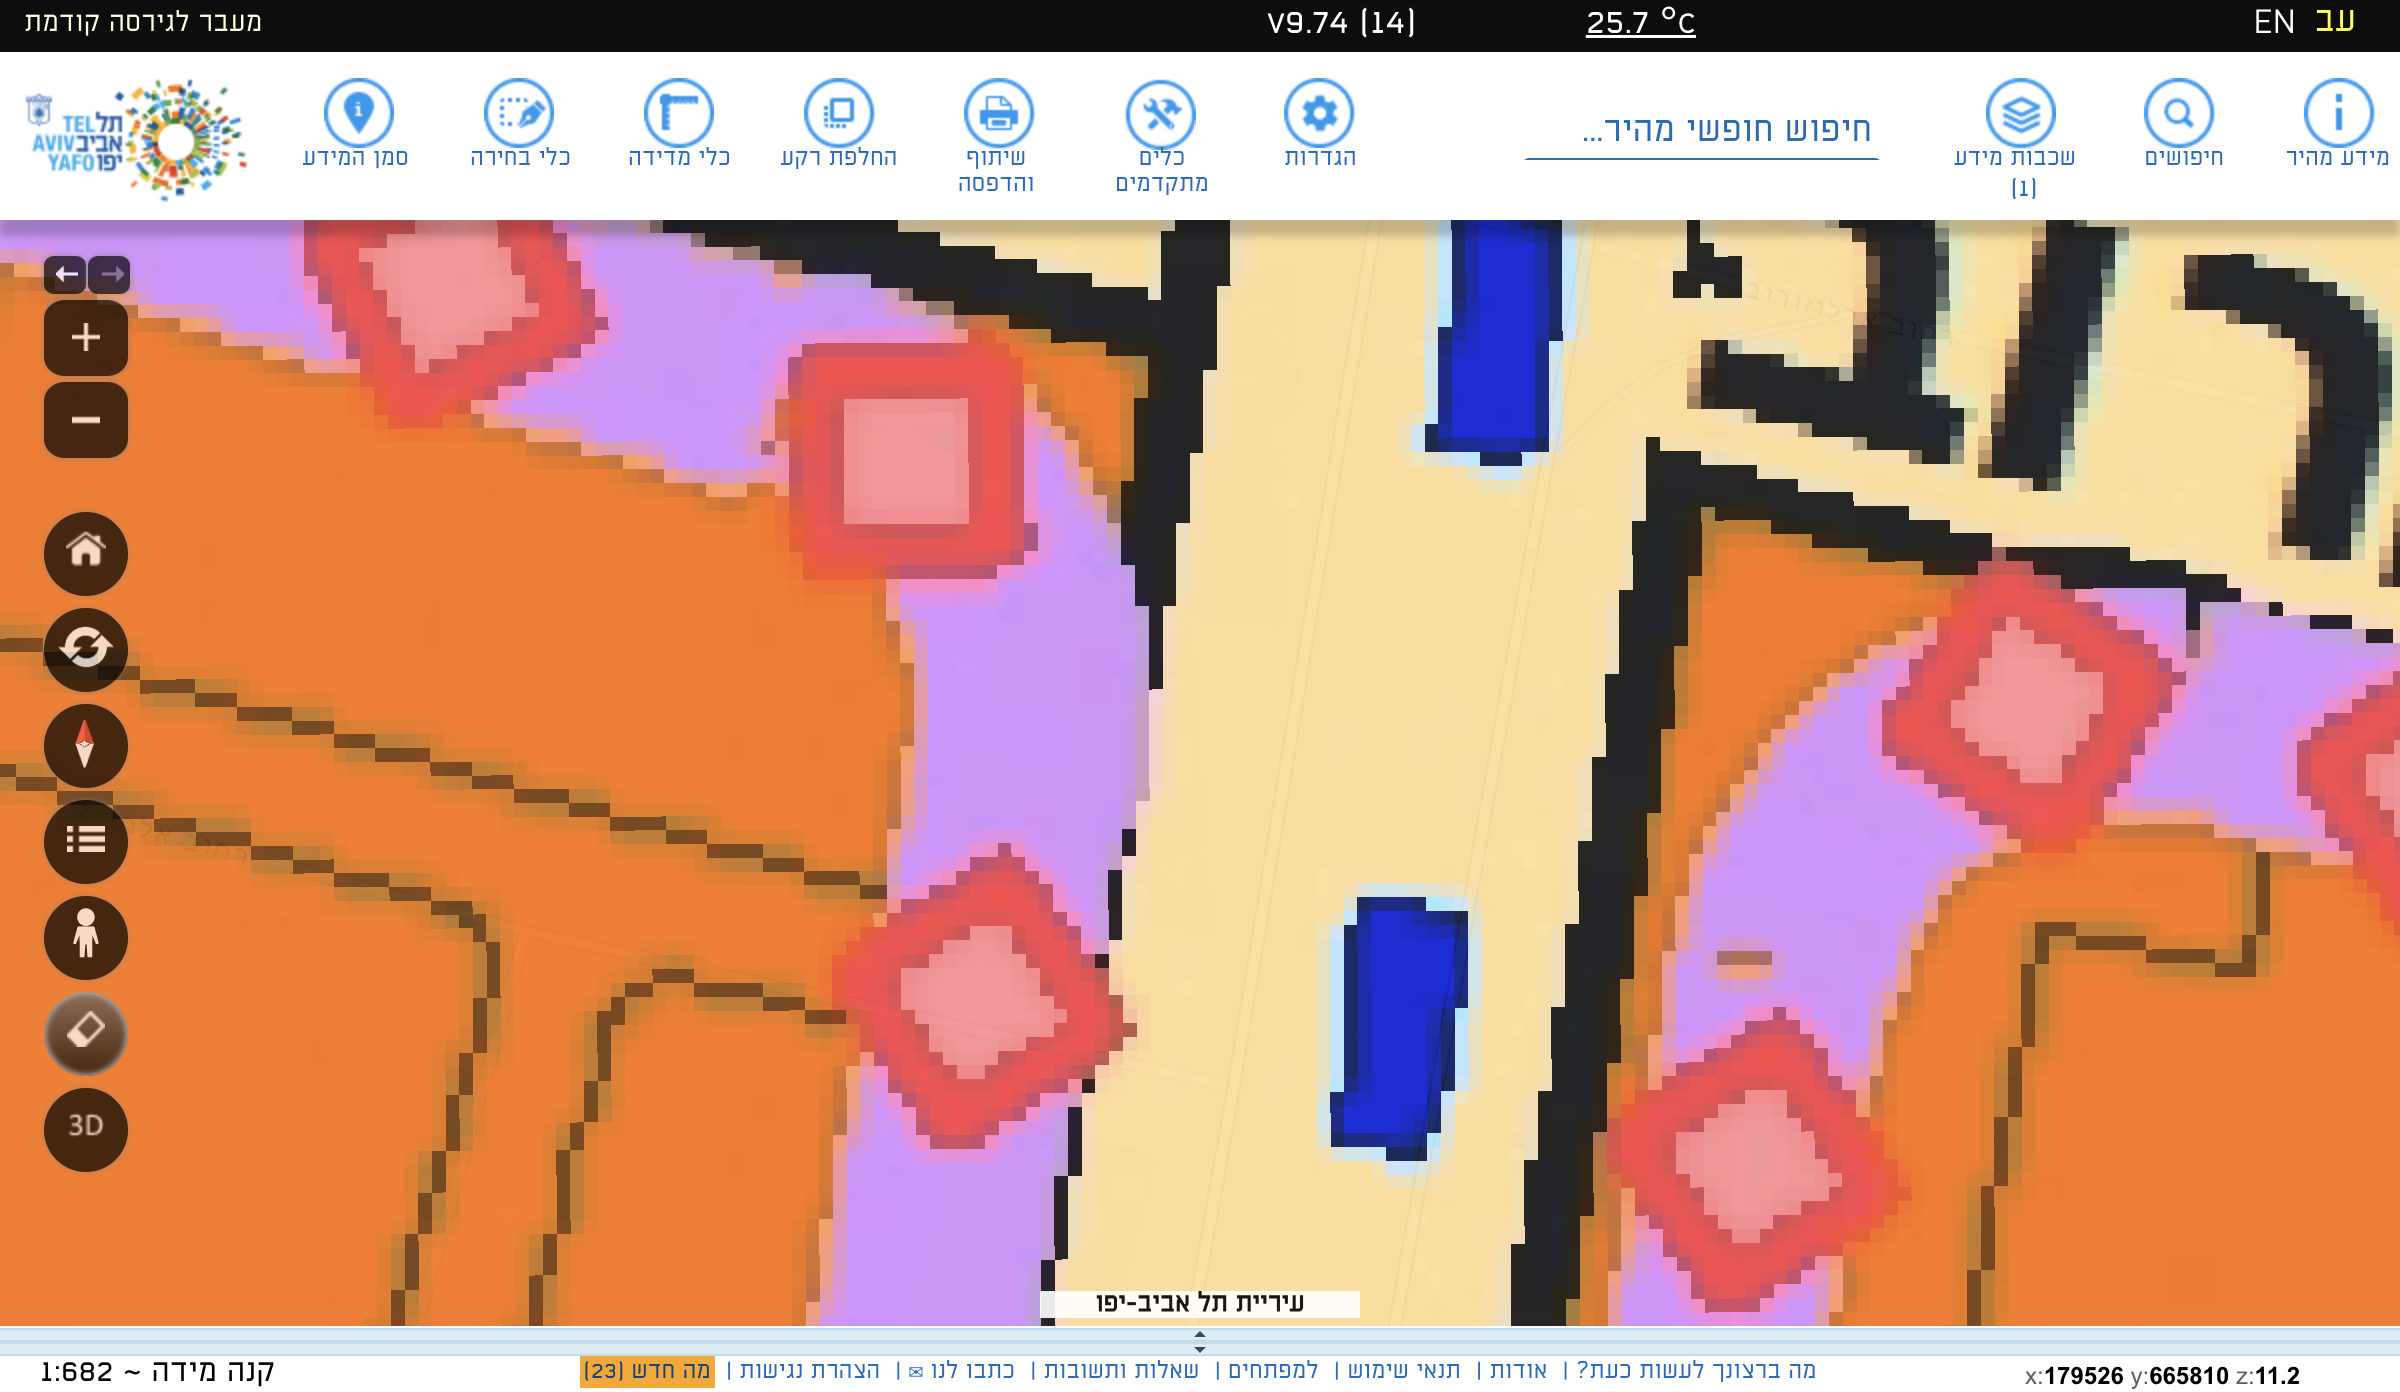 עב EN
25.7 °C
V9.74 (14)
מעבר לגירסה קודמת
מידע מהיר
חיפושים
שכבות מידע
(1)
חיפוש חופשי מהיר...
הגדרות
כלים
מתקדמים
שיתוף
והדפסה
החלפת רקע
כלי מדידה
כלי בחירה
סמן המידע
TEL תל
AVIV אביב
YAFO יפו
רחוב ארלוזורוב
3D
עיריית תל אביב-יפו
x:179526 y:665810 z:11.2
מה ברצונך לעשות כעת? | אודות | תנאי שימוש | למפתחים | שאלות ותשובות | כתבו לנו ✉ | הצהרת נגישות | מה חדש (23)
קנה מידה ~ 1:682